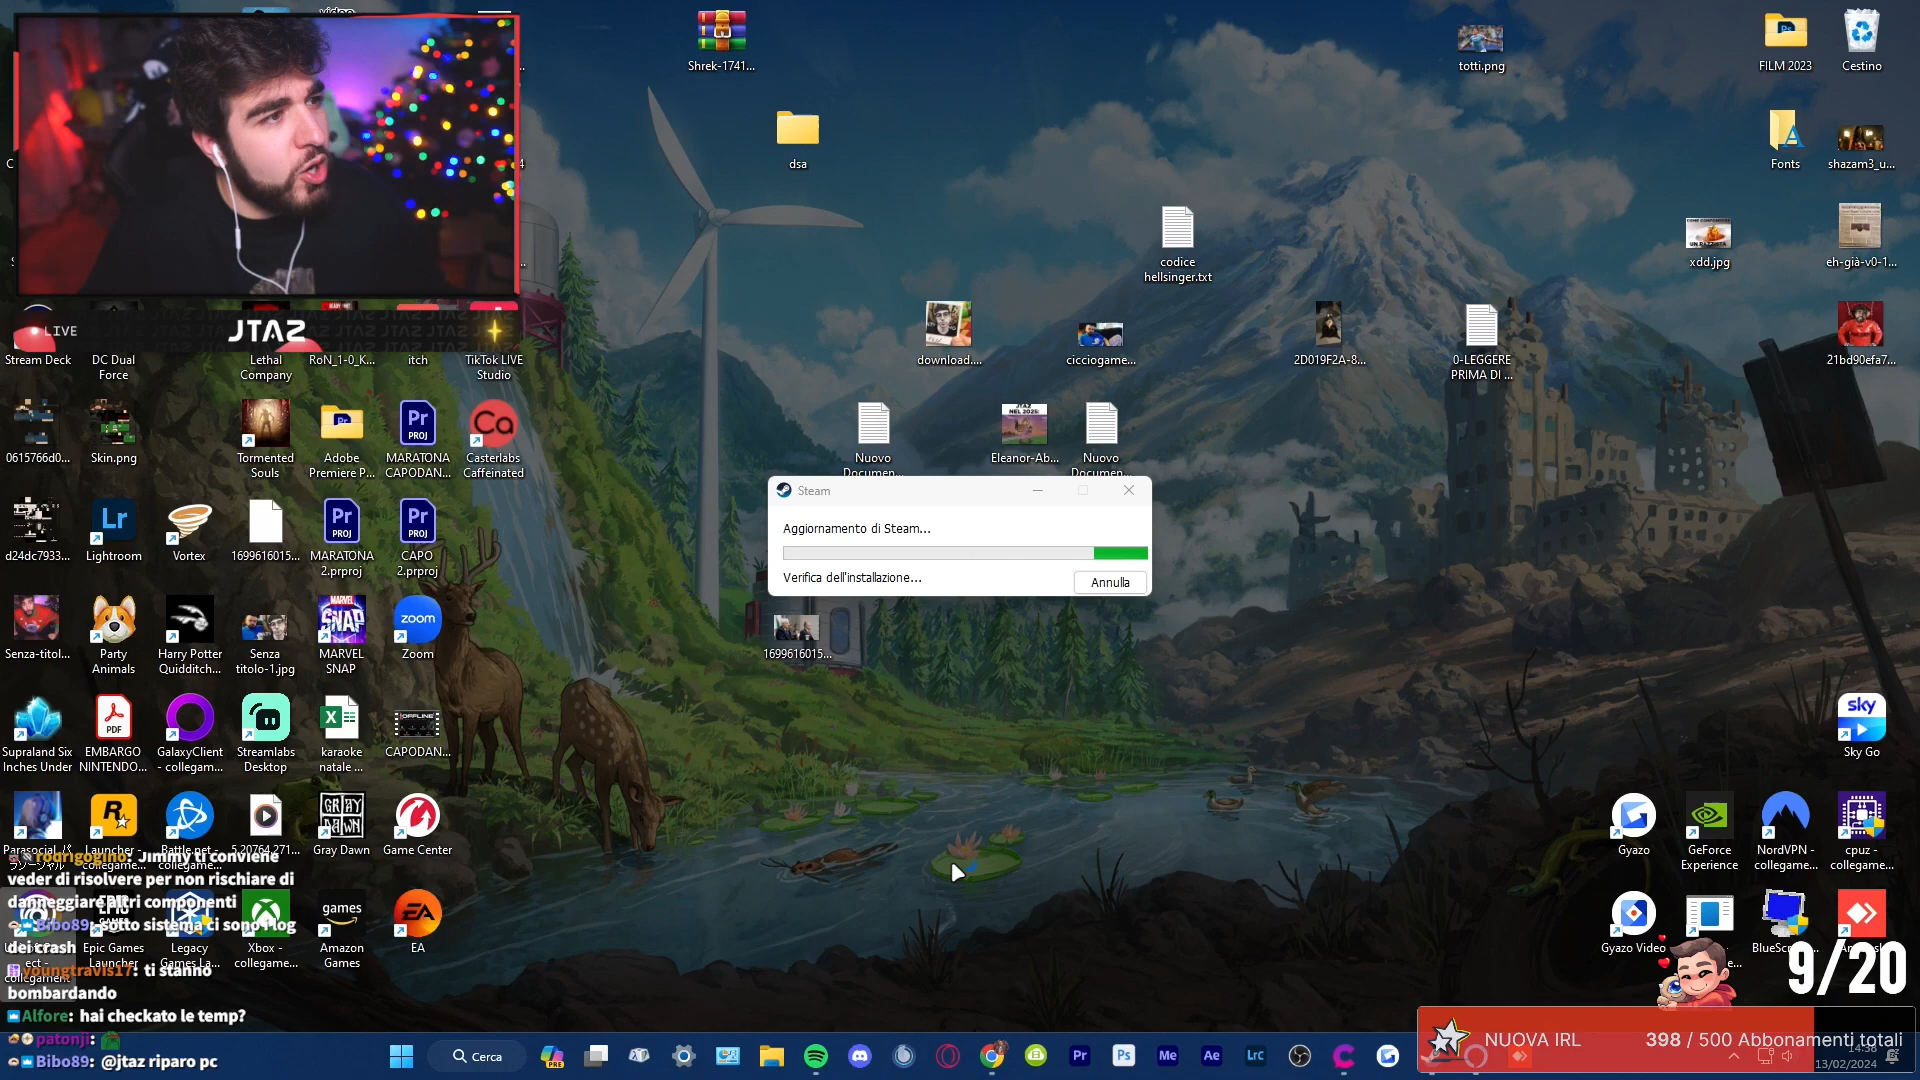 Shrek-1741...
totti.png
FILM 2023
Cestino
dsa
Fonts
shazam3_u...
codice
hellsinger.txt
xdd.jpg
eh-già-v0-1...
LIVE
JTAZ
Stream Deck
DC Dual
Force
Lethal
Company
RoN_1-0_K...
itch
TikTok LIVE
Studio
download....
cicciogame...
2D019F2A-8...
0-LEGGERE
PRIMA DI ...
21bd90efa7...
0615766d0...
Skin.png
Tormented
Souls
Adobe
Premiere P...
MARATONA
CAPODAN...
Casterlabs
Caffeinated
Nuovo
Documen...
Eleanor-Ab...
Nuovo
Documen...
Steam
Aggiornamento di Steam...
Verifica dell'installazione...
Annulla
d24dc7933...
Lightroom
Vortex
1699616015...
MARATONA
2.prproj
CAPO
2.prproj
Senza-titol...
Party
Animals
Harry Potter
Quidditch...
Senza
titolo-1.jpg
MARVEL
SNAP
Zoom
1699616015...
Supraland Six
Inches Under
EMBARGO
NINTENDO...
GalaxyClient
- collegam...
Streamlabs
Desktop
karaoke
natale ...
CAPODAN...
Sky Go
Gray Dawn
Game Center
Gyazo
GeForce
Experience
NordVPN -
collegame...
cpuz -
collegame...
rodrigogino: Jimmy ti conviene
veder di risolvere per non rischiare di
danneggiare altri componenti
Bibo89: sotto sistema ci sono i log
dei crash
youngtravis17: ti stanno
bombardando
Alfore: hai checkato le temp?
patonji:
Bibo89: @jtaz riparo pc
Epic Games
Launcher
Legacy
Games La...
Xbox -
collegame...
Amazon
Games
EA
Gyazo Video
9/20
NUOVA IRL
398 / 500 Abbonamenti totali
Cerca
14:38
13/02/2024